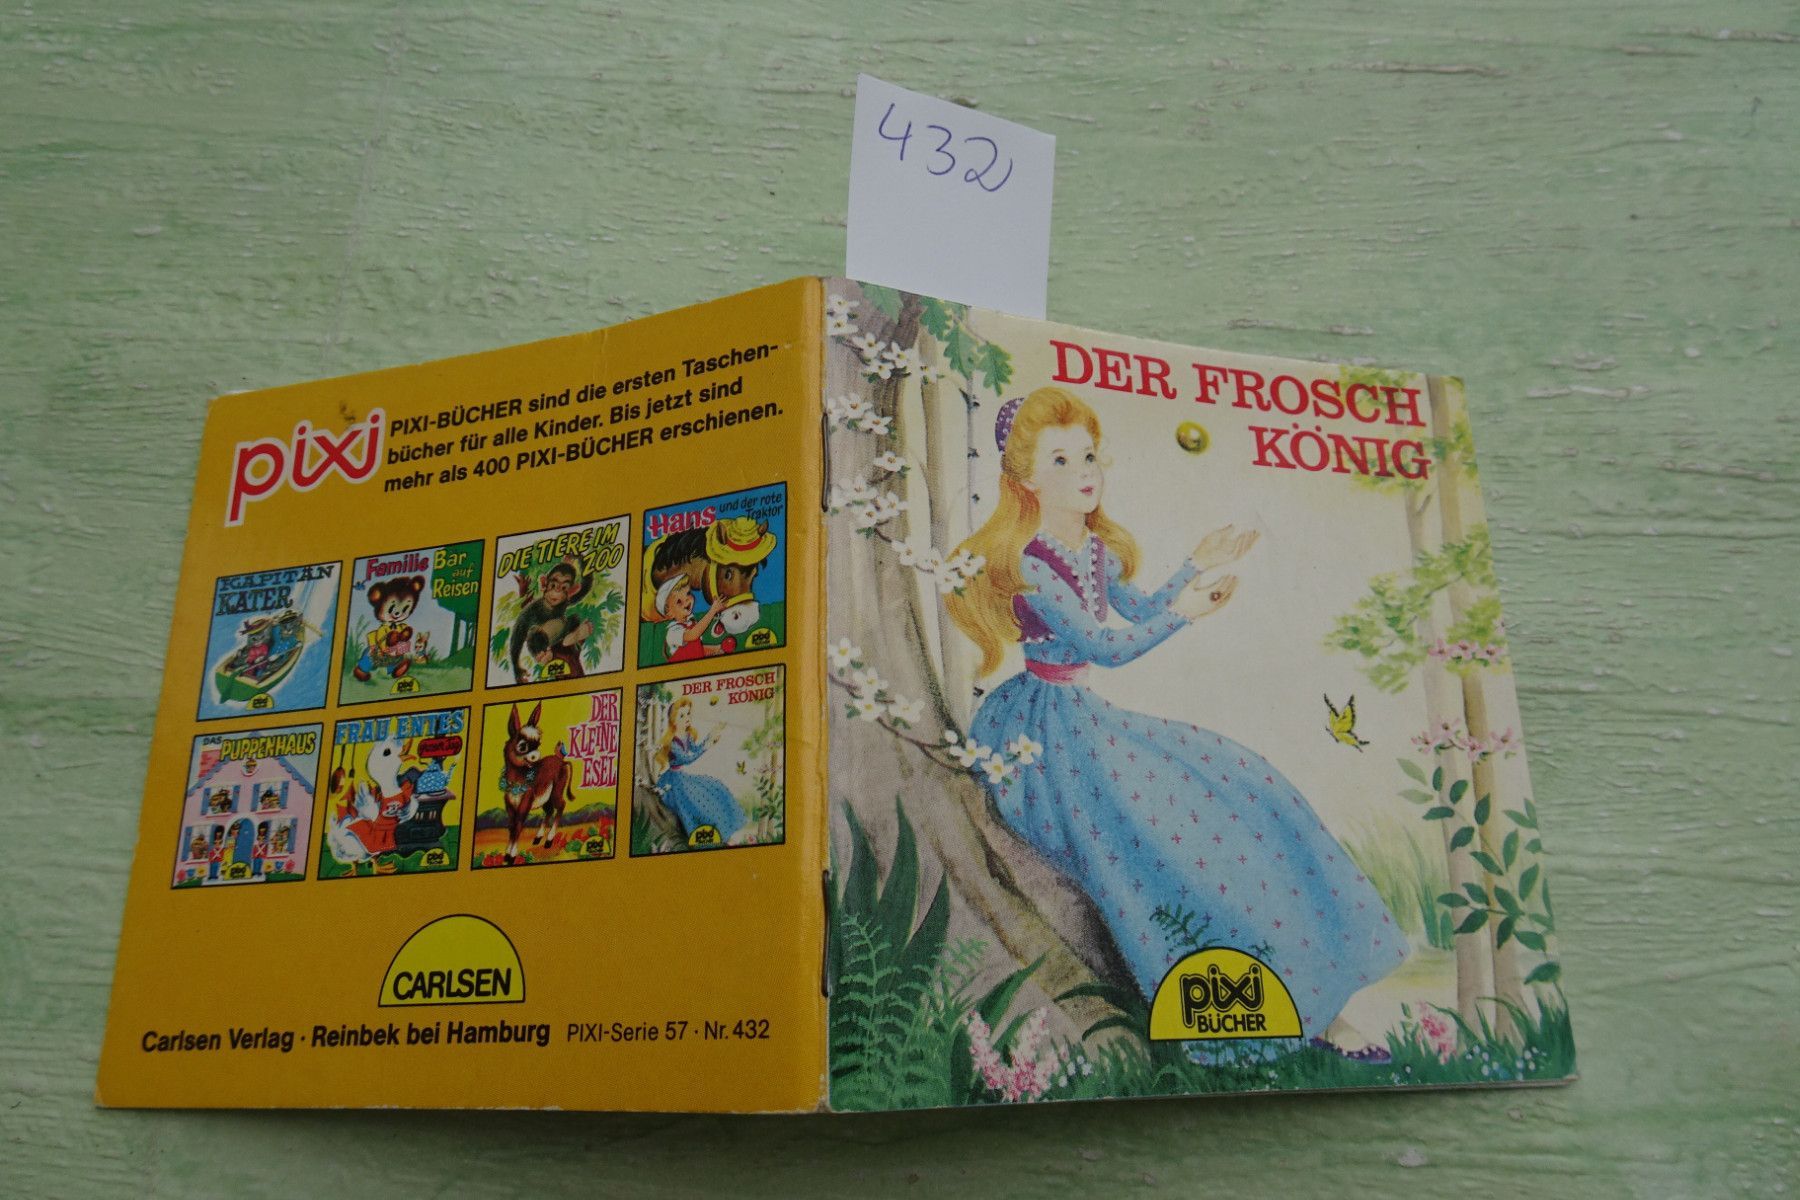 432
pixi
PIXI-BÜCHER sind die ersten Taschen-
bücher für alle Kinder. Bis jetzt sind
mehr als 400 PIXI-BÜCHER erschienen.
KAPITÄN
KATER
Familie Bär
auf
Reisen
DIE TIERE IM
ZOO
Hans und der rote
Traktor
DAS
PUPPENHAUS
FRAU ENTES
DER
KLEINE
ESEL
DER FROSCH
KÖNIG
CARLSEN
Carlsen Verlag · Reinbek bei Hamburg PIXI-Serie 57 · Nr. 432
DER FROSCH
KÖNIG
pixi
BÜCHER